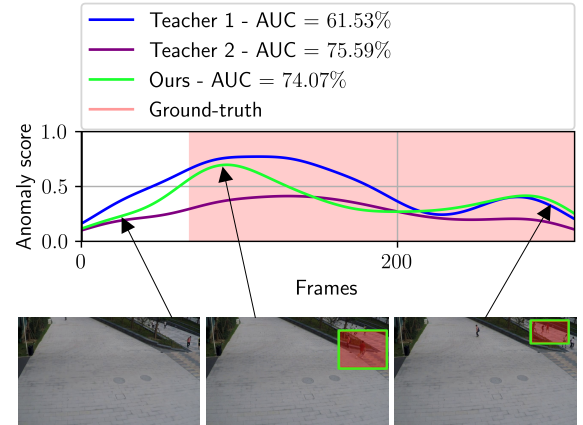 Teacher 1 - AUC = 61.53%
Teacher 2 - AUC = 75.59%
Ours - AUC = 74.07%
Ground-truth
1.0
0.5
0.0
Anomaly score
0
200
Frames